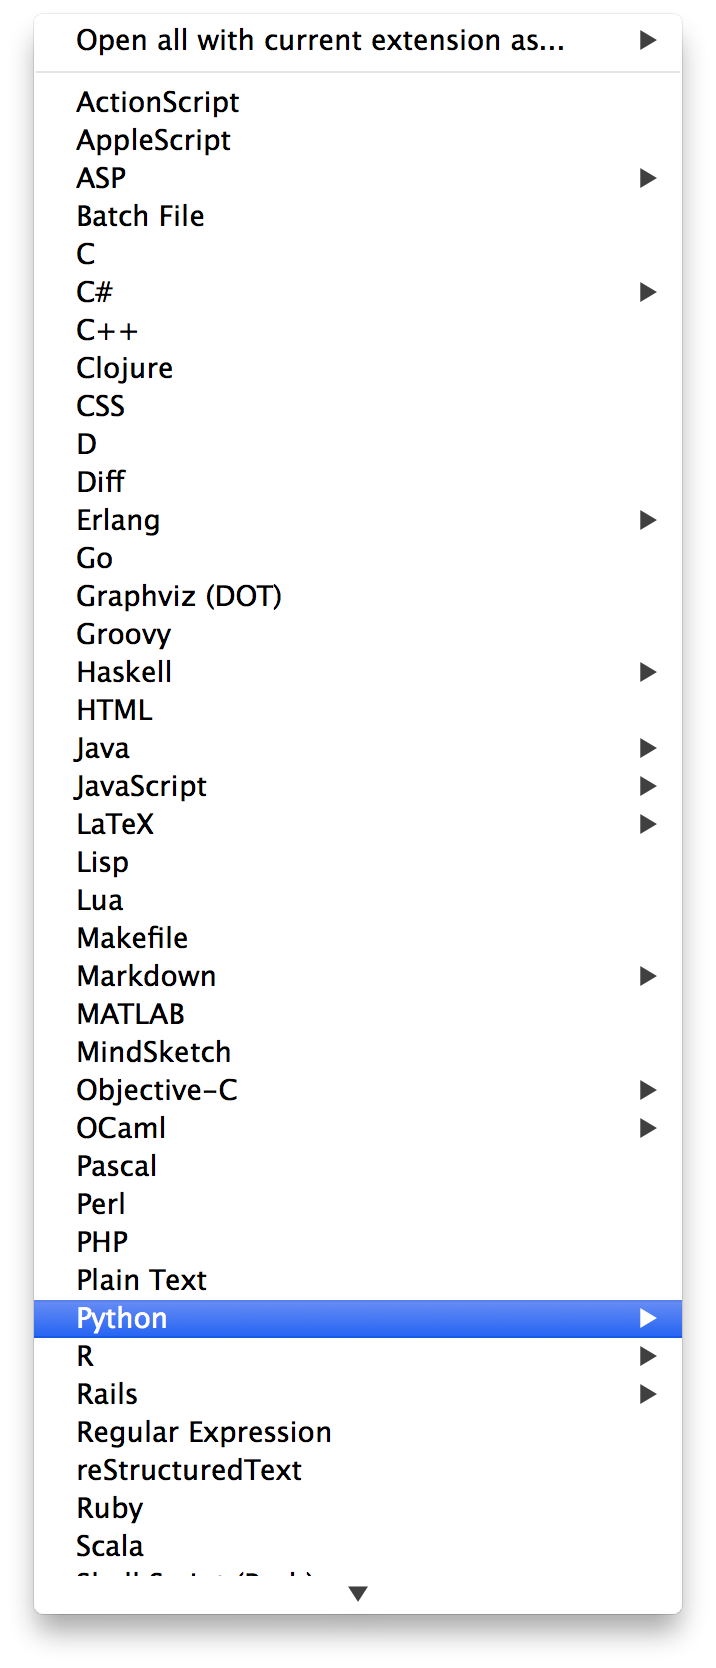 Open all with current extension as...
ActionScript
AppleScript
ASP
Batch File
C
C#
C++
Clojure
CSS
D
Diff
Erlang
Go
Graphviz (DOT)
Groovy
Haskell
HTML
Java
JavaScript
LaTeX
Lisp
Lua
Makefile
Markdown
MATLAB
MindSketch
Objective-C
OCaml
Pascal
Perl
PHP
Plain Text
Python
R
Rails
Regular Expression
reStructuredText
Ruby
Scala